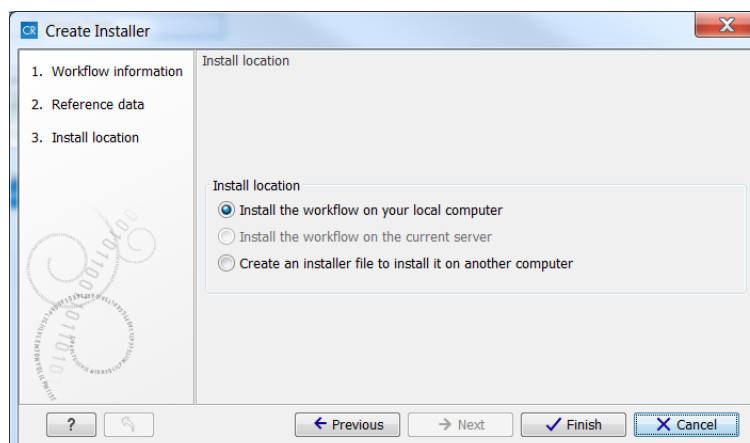 CR Create Installer
1. Workflow information
2. Reference data
3. Install location
Install location
Install location
Install the workflow on your local computer
Install the workflow on the current server
Create an installer file to install it on another computer
? Previous Next Finish Cancel